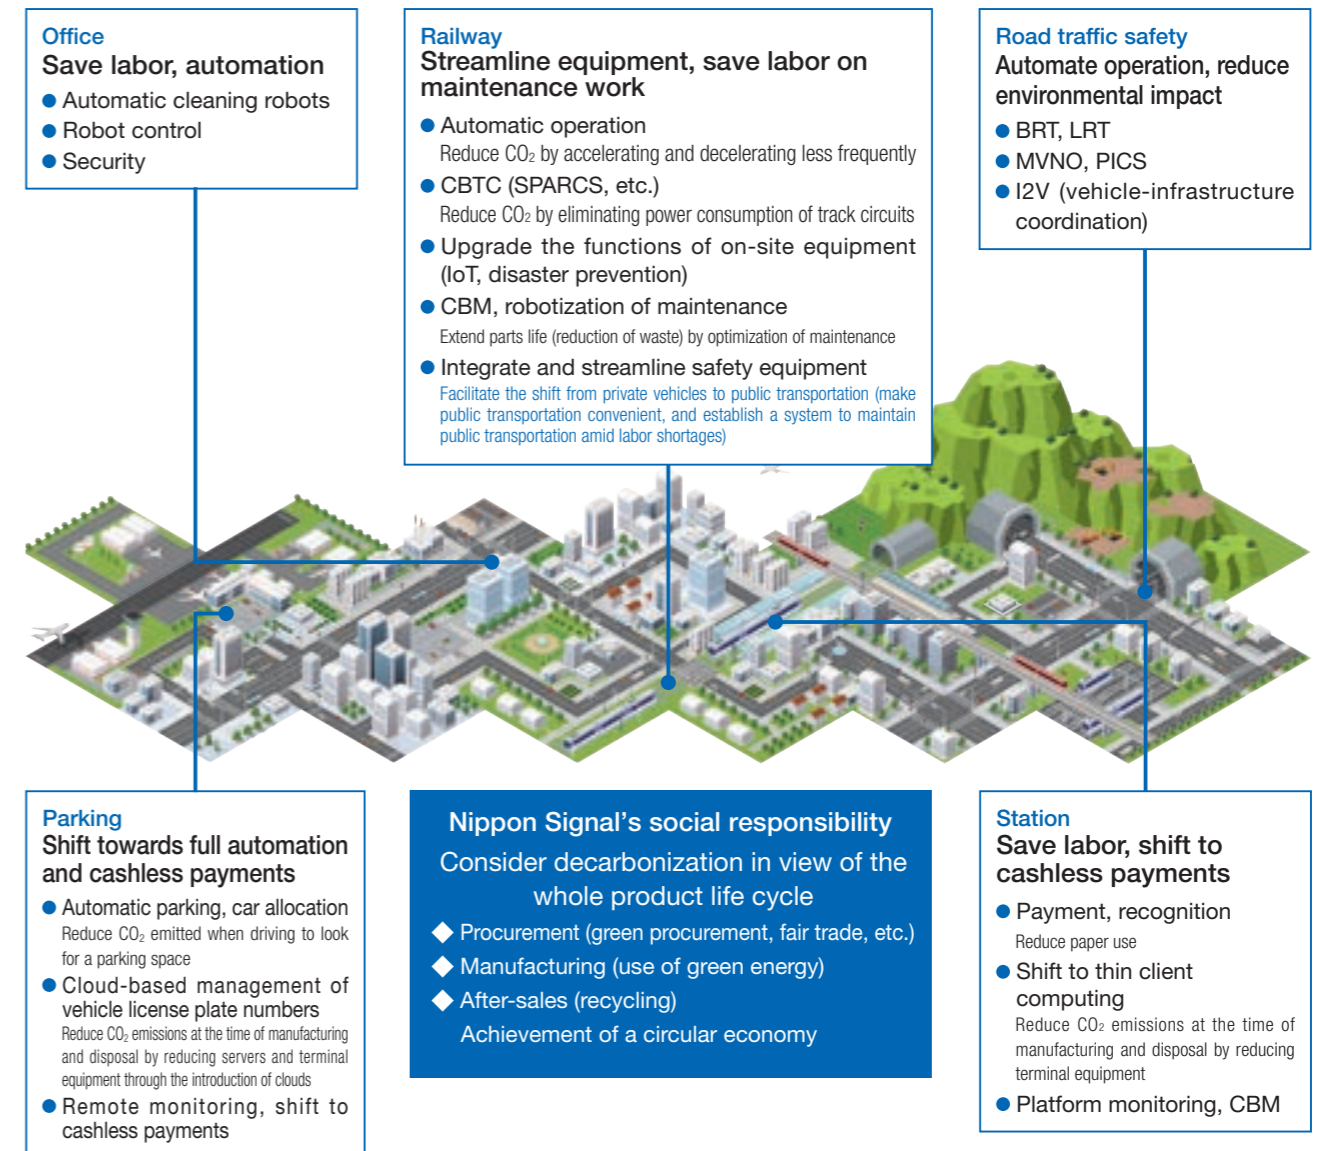 Office
Save labor, automation
● Automatic cleaning robots
● Robot control
● Security
Railway
Streamline equipment, save labor on
maintenance work
● Automatic operation
Reduce CO₂ by accelerating and decelerating less frequently
● CBTC (SPARCS, etc.)
Reduce CO₂ by eliminating power consumption of track circuits
● Upgrade the functions of on-site equipment
(IoT, disaster prevention)
● CBM, robotization of maintenance
Extend parts life (reduction of waste) by optimization of maintenance
● Integrate and streamline safety equipment
Facilitate the shift from private vehicles to public transportation (make
public transportation convenient, and establish a system to maintain
public transportation amid labor shortages)
Road traffic safety
Automate operation, reduce
environmental impact
● BRT, LRT
● MVNO, PICS
● I2V (vehicle-infrastructure
coordination)
Parking
Shift towards full automation
and cashless payments
● Automatic parking, car allocation
Reduce CO₂ emitted when driving to look
for a parking space
● Cloud-based management of
vehicle license plate numbers
Reduce CO₂ emissions at the time of manufacturing
and disposal by reducing servers and terminal
equipment through the introduction of clouds
● Remote monitoring, shift to
cashless payments
Nippon Signal's social responsibility
Consider decarbonization in view of the
whole product life cycle
◆ Procurement (green procurement, fair trade, etc.)
◆ Manufacturing (use of green energy)
◆ After-sales (recycling)
Achievement of a circular economy
Station
Save labor, shift to
cashless payments
● Payment, recognition
Reduce paper use
● Shift to thin client
computing
Reduce CO₂ emissions at the time of
manufacturing and disposal by reducing
terminal equipment
● Platform monitoring, CBM